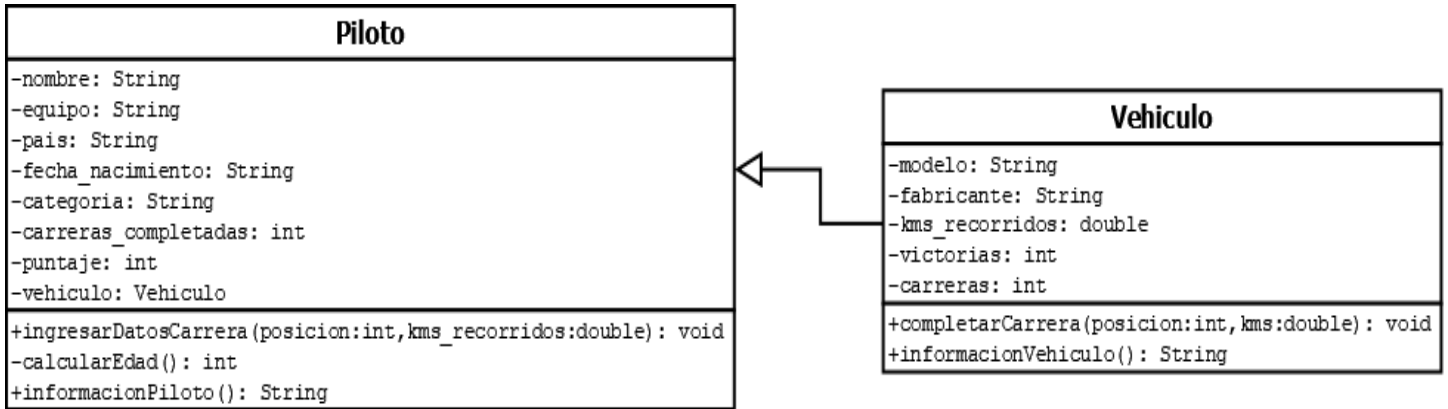 Piloto
-nombre: String
-equipo: String
-pais: String
-fecha_nacimiento: String
-categoria: String
-carreras_completadas: int
-puntaje: int
-vehiculo: Vehiculo
+ingresarDatosCarrera(posicion:int,kms_recorridos:double): void
-calcularEdad(): int
+informacionPiloto(): String
Vehiculo
-modelo: String
-fabricante: String
-kms_recorridos: double
-victorias: int
-carreras: int
+completarCarrera(posicion:int,kms:double): void
+informacionVehiculo(): String